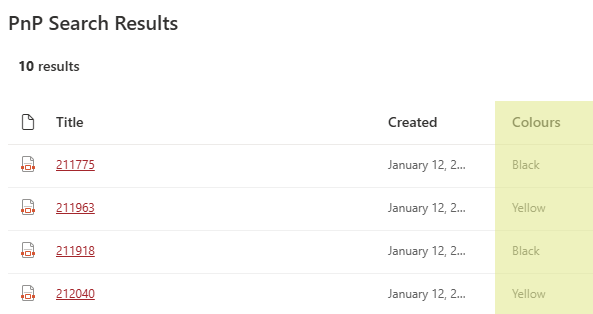 PnP Search Results
10 results
Title Created Colours
211775 January 12, 2... Black
211963 January 12, 2... Yellow
211918 January 12, 2... Black
212040 January 12, 2... Yellow